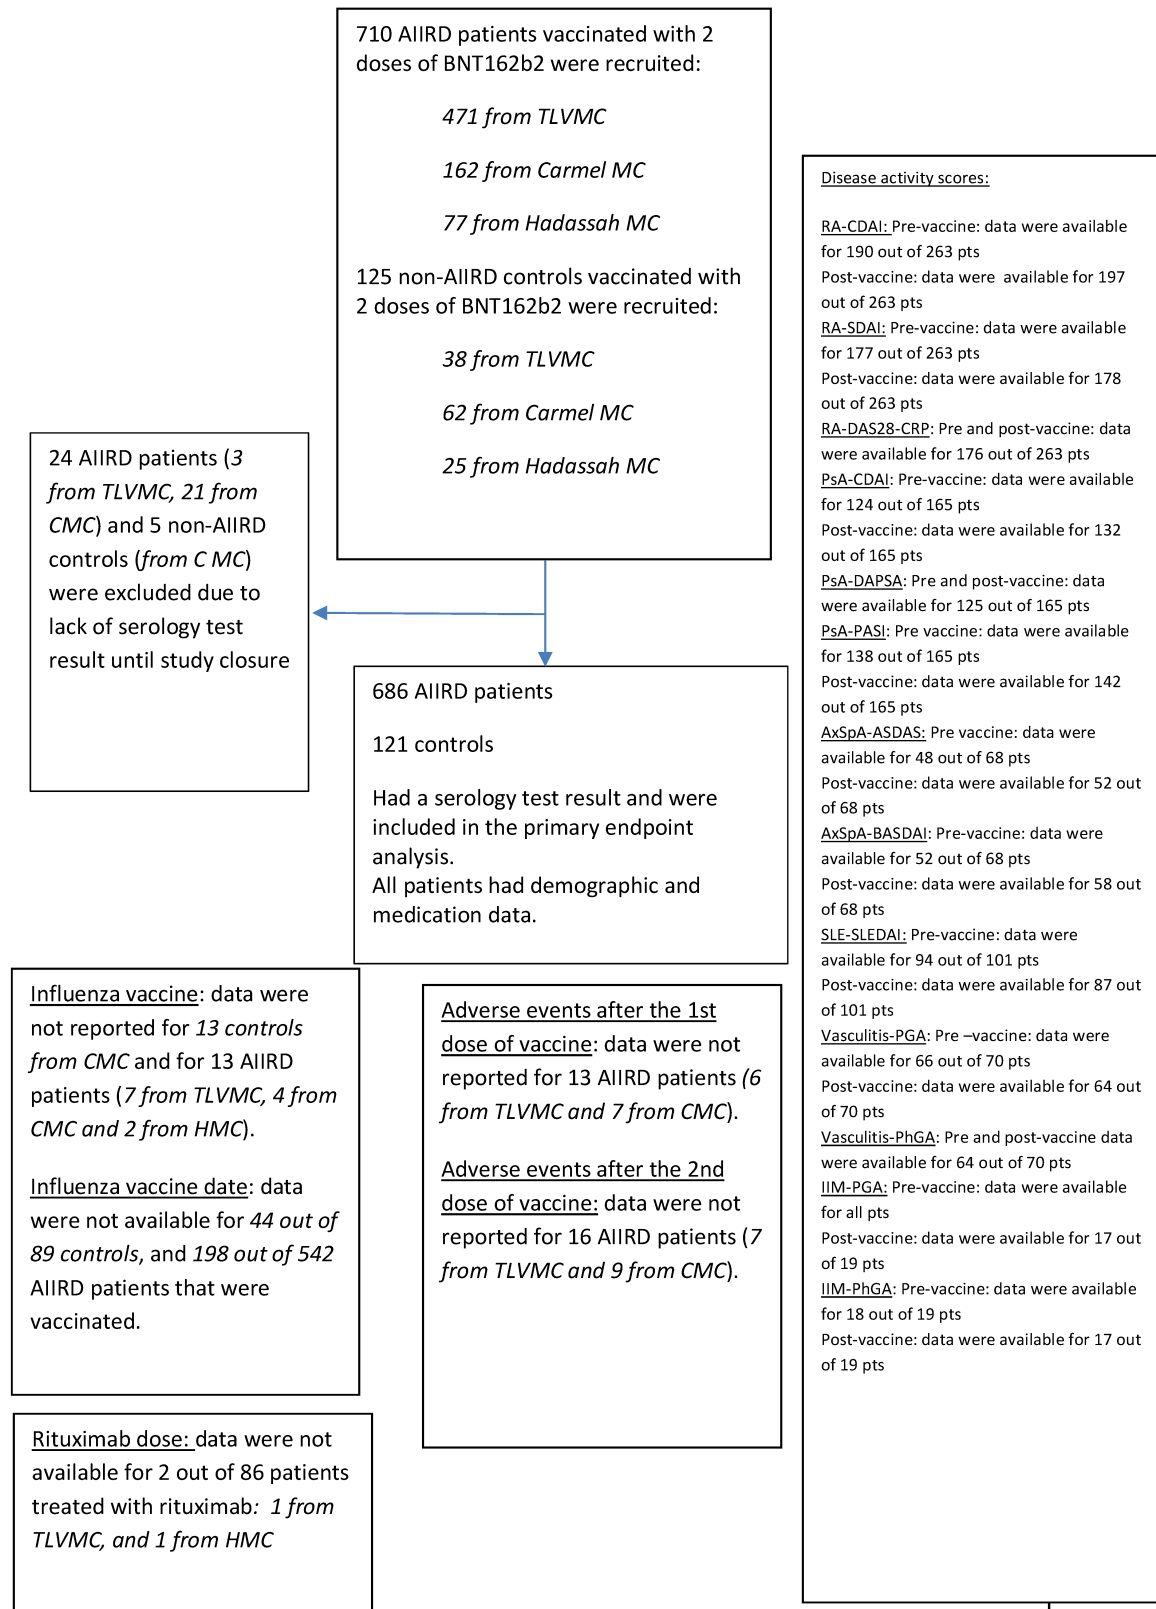 710 AIIRD patients vaccinated with 2
doses of BNT162b2 were recruited:
471 from TLVMC
162 from Carmel MC
77 from Hadassah MC
125 non-AIIRD controls vaccinated with
2 doses of BNT162b2 were recruited:
38 from TLVMC
62 from Carmel MC
25 from Hadassah MC
24 AIIRD patients (3
from TLVMC, 21 from
CMC) and 5 non-AIIRD
controls (from C MC)
were excluded due to
lack of serology test
result until study closure
686 AIIRD patients
121 controls
Had a serology test result and were
included in the primary endpoint
analysis.
All patients had demographic and
medication data.
Influenza vaccine: data were
not reported for 13 controls
from CMC and for 13 AIIRD
patients (7 from TLVMC, 4 from
CMC and 2 from HMC).
Influenza vaccine date: data
were not available for 44 out of
89 controls, and 198 out of 542
AIIRD patients that were
vaccinated.
Adverse events after the 1st
dose of vaccine: data were not
reported for 13 AIIRD patients (6
from TLVMC and 7 from CMC).
Adverse events after the 2nd
dose of vaccine: data were not
reported for 16 AIIRD patients (7
from TLVMC and 9 from CMC).
Rituximab dose: data were not
available for 2 out of 86 patients
treated with rituximab: 1 from
TLVMC, and 1 from HMC
Disease activity scores:
RA-CDAI: Pre-vaccine: data were available
for 190 out of 263 pts
Post-vaccine: data were available for 197
out of 263 pts
RA-SDAI: Pre-vaccine: data were available
for 177 out of 263 pts
Post-vaccine: data were available for 178
out of 263 pts
RA-DAS28-CRP: Pre and post-vaccine: data
were available for 176 out of 263 pts
PsA-CDAI: Pre-vaccine: data were available
for 124 out of 165 pts
Post-vaccine: data were available for 132
out of 165 pts
PsA-DAPSA: Pre and post-vaccine: data
were available for 125 out of 165 pts
PsA-PASI: Pre vaccine: data were available
for 138 out of 165 pts
Post-vaccine: data were available for 142
out of 165 pts
AxSpA-ASDAS: Pre vaccine: data were
available for 48 out of 68 pts
Post-vaccine: data were available for 52 out
of 68 pts
AxSpA-BASDAI: Pre-vaccine: data were
available for 52 out of 68 pts
Post-vaccine: data were available for 58 out
of 68 pts
SLE-SLEDAI: Pre-vaccine: data were
available for 94 out of 101 pts
Post-vaccine: data were available for 87 out
of 101 pts
Vasculitis-PGA: Pre –vaccine: data were
available for 66 out of 70 pts
Post-vaccine: data were available for 64 out
of 70 pts
Vasculitis-PhGA: Pre and post-vaccine data
were available for 64 out of 70 pts
IIM-PGA: Pre-vaccine: data were available
for all pts
Post-vaccine: data were available for 17 out
of 19 pts
IIM-PhGA: Pre-vaccine: data were available
for 18 out of 19 pts
Post-vaccine: data were available for 17 out
of 19 pts